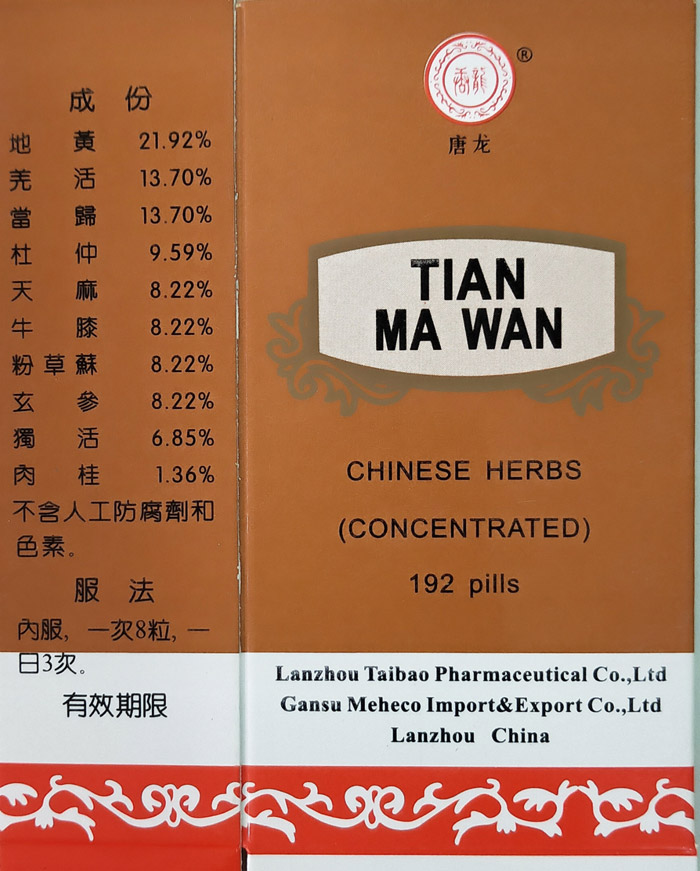 成份
地黃 21.92%
羌活 13.70%
當歸 13.70%
杜仲 9.59%
天麻 8.22%
牛膝 8.22%
粉草蘇 8.22%
玄參 8.22%
獨活 6.85%
肉桂 1.36%
不含人工防腐劑和
色素。
服法
內服, 一次8粒, 一
日3次。
有效期限
®
唐龙
TIAN
MA WAN
CHINESE HERBS
(CONCENTRATED)
192 pills
Lanzhou Taibao Pharmaceutical Co.,Ltd
Gansu Meheco Import&Export Co.,Ltd
Lanzhou China